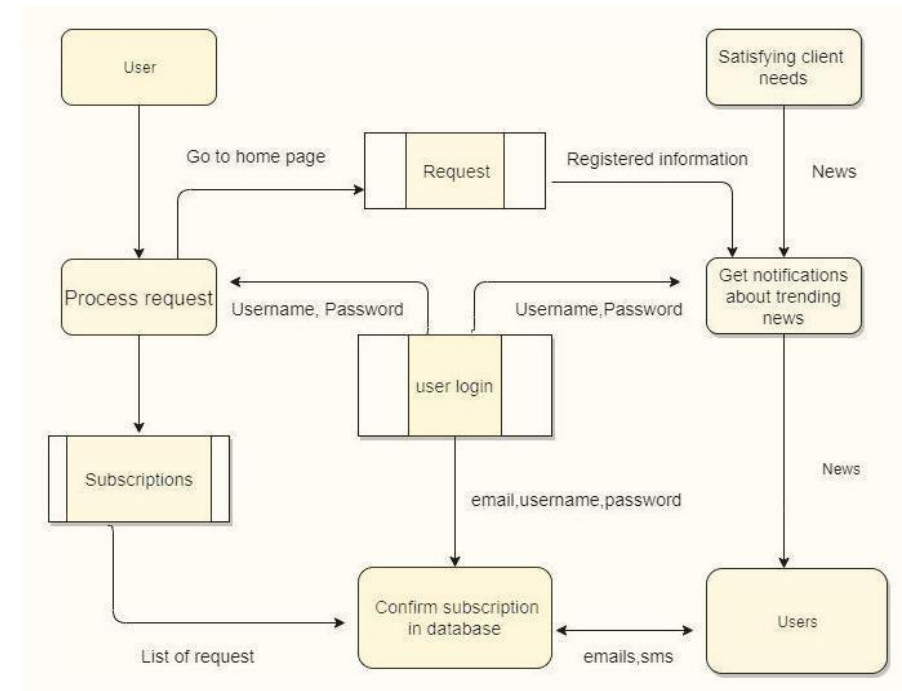 User
Satisfying client
needs
Go to home page
Request
Registered information
News
Process request
Get notifications
about trending
news
Username, Password
Username,Password
user login
Subscriptions
News
email,username,password
Confirm subscription
in database
Users
List of request
emails,sms